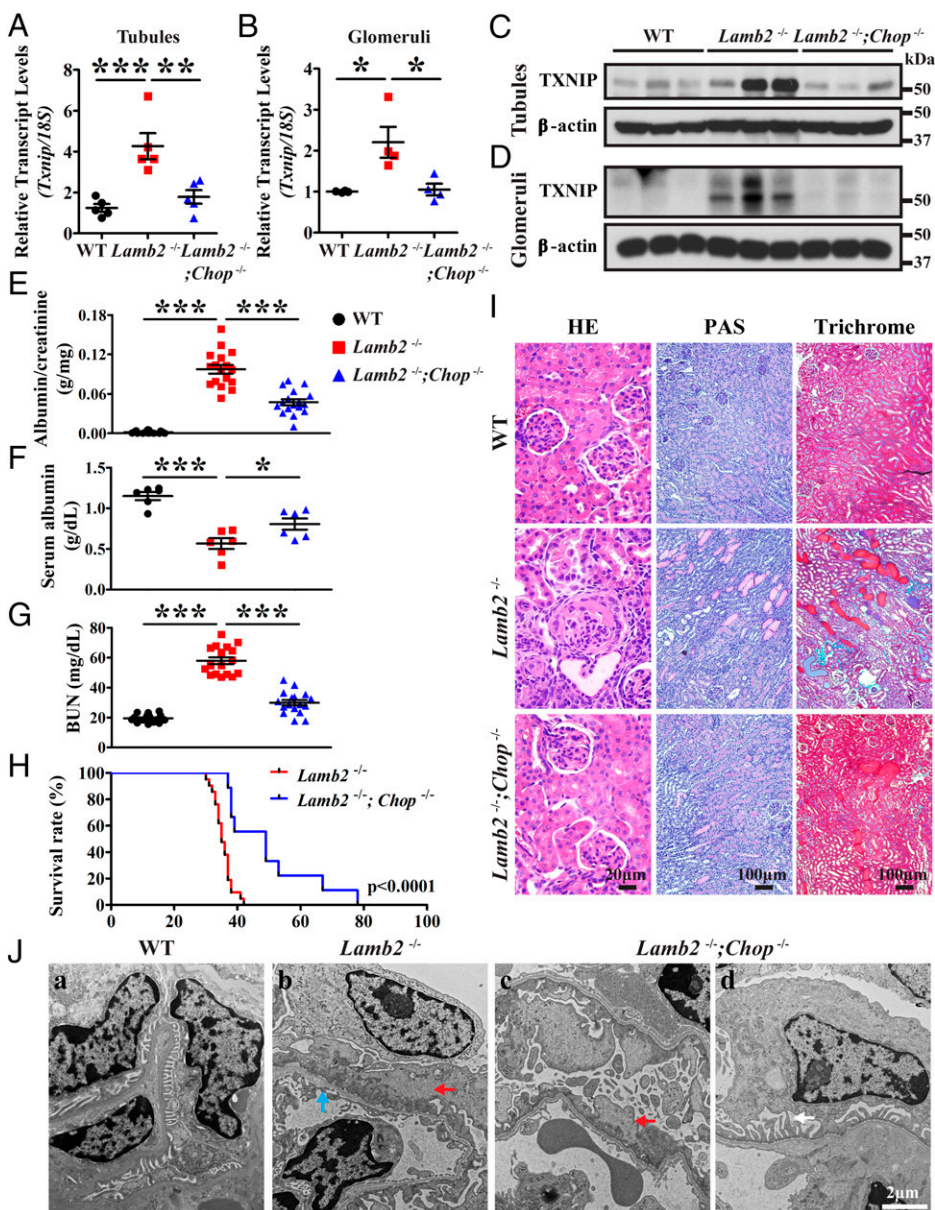 A
Tubules
*** **
Relative Transcript Levels
(Txnip/18S)
8
6
4
2
0
WT Lamb2 -/- Lamb2 -/-
;Chop -/-
B
Glomeruli
* *
Relative Transcript Levels
(Txnip/18S)
4
3
2
1
0
WT Lamb2 -/- Lamb2 -/-
;Chop -/-
C
WT Lamb2 -/- Lamb2 -/-;Chop -/-
kDa
Tubules
TXNIP
50
β-actin
50
37
D
Glomeruli
TXNIP
50
β-actin
50
37
E
*** ***
Albumin/creatinine
(g/mg)
0.18
0.12
0.06
0.00
WT
Lamb2 -/-
Lamb2 -/-;Chop -/-
F
*** *
Serum albumin
(g/dL)
1.5
1.0
0.5
0.0
G
*** ***
BUN (mg/dL)
80
60
40
20
0
H
Survival rate (%)
100
80
60
40
20
0
0 20 40 60 80 100
Lamb2 -/-
Lamb2 -/-; Chop -/-
p<0.0001
I
HE PAS Trichrome
WT
Lamb2 -/-
Lamb2 -/-;Chop -/-
20μm 100μm 100μm
J
WT Lamb2 -/- Lamb2 -/-;Chop -/-
a b c d
2μm